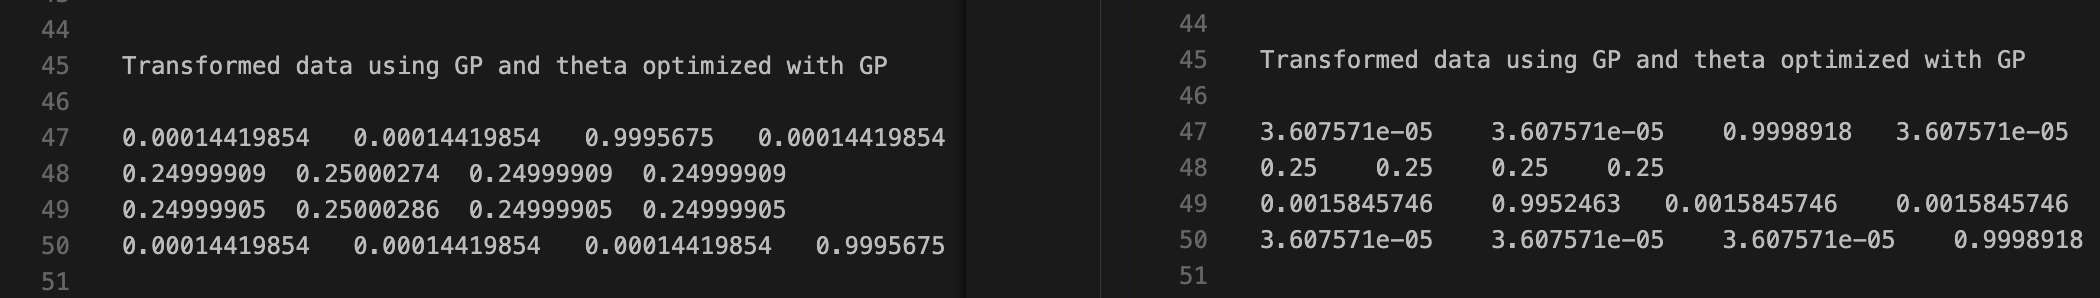 44
45 Transformed data using GP and theta optimized with GP
46
47 0.00014419854 0.00014419854 0.9995675 0.00014419854
48 0.24999909 0.25000274 0.24999909 0.24999909
49 0.24999905 0.25000286 0.24999905 0.24999905
50 0.00014419854 0.00014419854 0.00014419854 0.9995675
51
44
45 Transformed data using GP and theta optimized with GP
46
47 3.607571e-05 3.607571e-05 0.9998918 3.607571e-05
48 0.25 0.25 0.25 0.25
49 0.0015845746 0.9952463 0.0015845746 0.0015845746
50 3.607571e-05 3.607571e-05 3.607571e-05 0.9998918
51